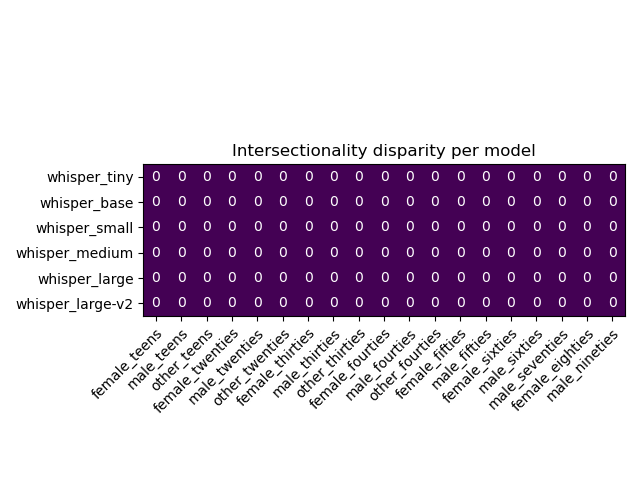 Intersectionality disparity per model
whisper_tiny 0 0 0 0 0 0 0 0 0 0 0 0 0 0 0 0 0 0 0
whisper_base 0 0 0 0 0 0 0 0 0 0 0 0 0 0 0 0 0 0 0
whisper_small 0 0 0 0 0 0 0 0 0 0 0 0 0 0 0 0 0 0 0
whisper_medium 0 0 0 0 0 0 0 0 0 0 0 0 0 0 0 0 0 0 0
whisper_large 0 0 0 0 0 0 0 0 0 0 0 0 0 0 0 0 0 0 0
whisper_large-v2 0 0 0 0 0 0 0 0 0 0 0 0 0 0 0 0 0 0 0
female_teens
male_teens
other_teens
female_twenties
male_twenties
other_twenties
female_thirties
male_thirties
other_thirties
female_fourties
male_fourties
other_fourties
female_fifties
male_fifties
female_sixties
male_sixties
male_seventies
female_eighties
male_nineties